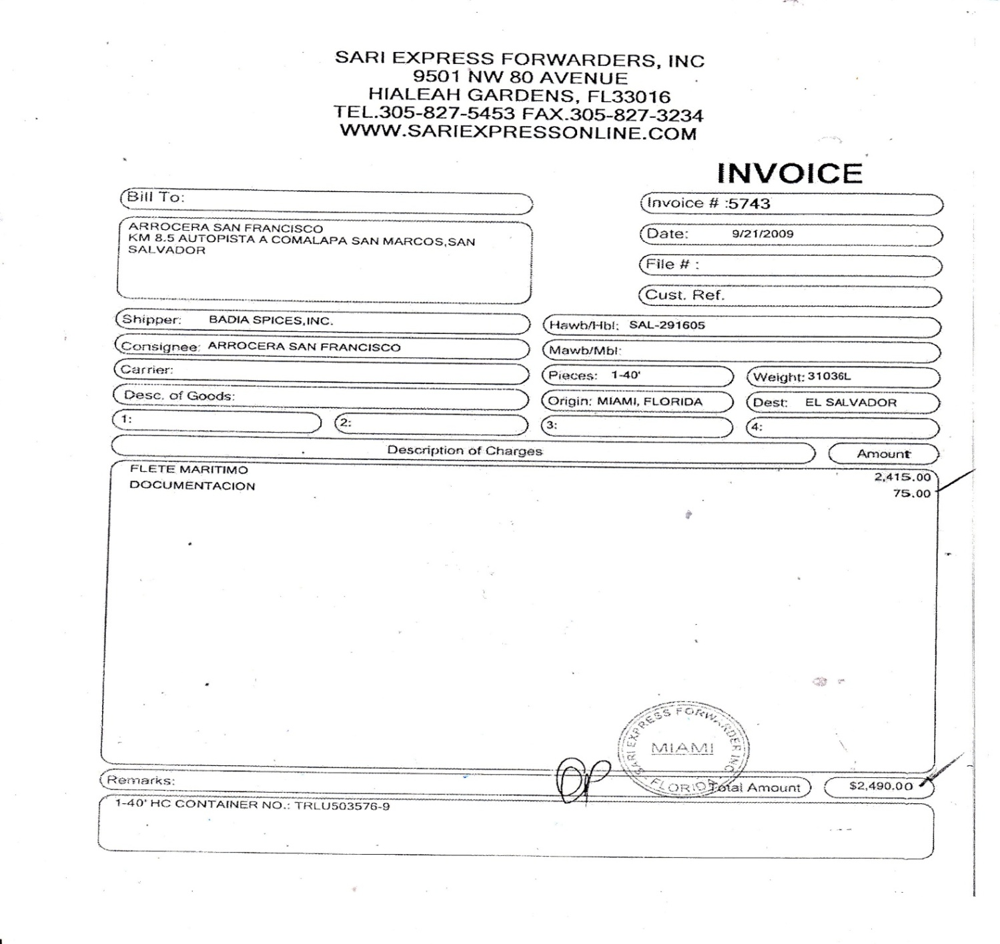 SARI EXPRESS FORWARDERS, INC
9501 NW 80 AVENUE
HIALEAH GARDENS, FL33016
TEL.305-827-5453 FAX.305-827-3234
WWW.SARIEXPRESSONLINE.COM
INVOICE
Bill To:
Invoice # :5743
ARROCERA SAN FRANCISCO
KM 8.5 AUTOPISTA A COMALAPA SAN MARCOS,SAN
SALVADOR
Date: 9/21/2009
File # :
Cust. Ref.
Shipper: BADIA SPICES,INC.
Hawb/Hbl: SAL-291605
Consignee: ARROCERA SAN FRANCISCO
Mawb/Mbl:
Carrier:
Pieces: 1-40'
Weight: 31036L
Desc. of Goods:
Origin: MIAMI, FLORIDA
Dest: EL SALVADOR
1:
2:
3:
4:
Description of Charges
Amount
FLETE MARITIMO 2,415.00
DOCUMENTACION 75.00
SARI EXPRESS FORWARDER INC
MIAMI
FLORIDA
Remarks:
Total Amount $2,490.00
1-40' HC CONTAINER NO.: TRLU503576-9